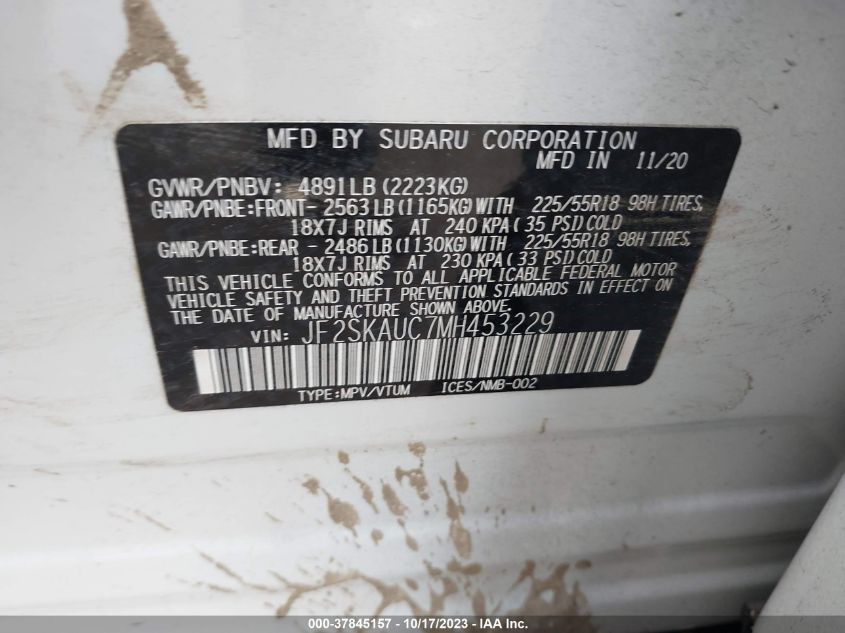 MFD BY SUBARU CORPORATION
MFD IN 11/20
GVWR/PNBV: 4891LB (2223KG)
GAWR/PNBE:FRONT- 2563LB(1165KG)WITH 225/55R18 98H TIRES,
18X7J RIMS AT 240 KPA( 35 PSI)COLD
GAWR/PNBE:REAR - 2486LB(1130KG)WITH 225/55R18 98H TIRES,
18X7J RIMS AT 230 KPA( 33 PSI)COLD
THIS VEHICLE CONFORMS TO ALL APPLICABLE FEDERAL MOTOR
VEHICLE SAFETY AND THEFT PREVENTION STANDARDS IN EFFECT ON
THE DATE OF MANUFACTURE SHOWN ABOVE.
VIN: JF2SKAUC7MH453229
TYPE:MPV/VTUM ICES/NMB-002
000-37845157 - 10/17/2023 - IAA Inc.